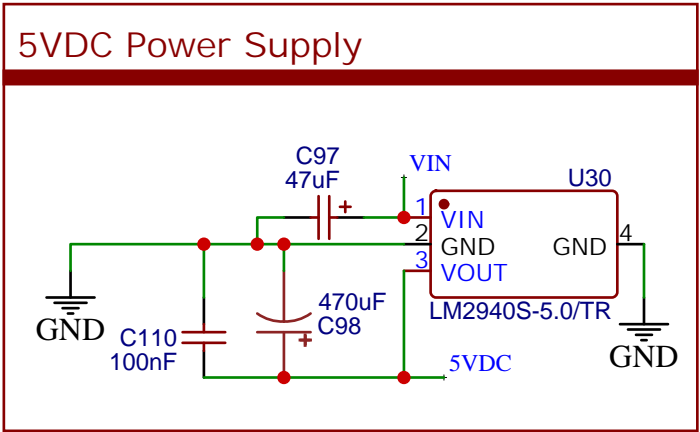 5VDC Power Supply
C97
47uF
+
VIN
U30
1
VIN
2
GND
GND
4
3
VOUT
LM2940S-5.0/TR
GND
470uF
C98
+
C110
100nF
5VDC
GND